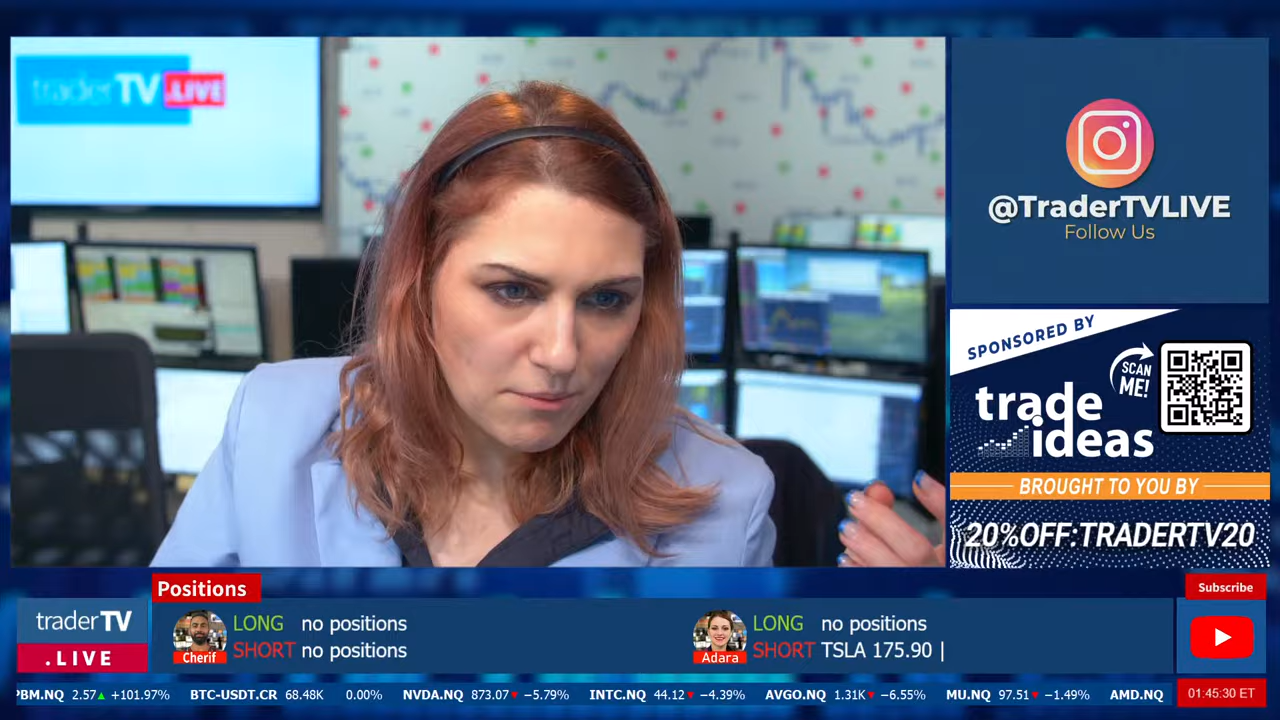 traderTV.LIVE
@TraderTVLIVE
Follow Us
SPONSORED BY
SCAN ME!
trade ideas
BROUGHT TO YOU BY
20%OFF:TRADERTV20
Positions
Subscribe
traderTV
.LIVE
Cherif
LONG no positions
SHORT no positions
Adara
LONG no positions
SHORT TSLA 175.90 |
PBM.NQ 2.57▲ +101.97% BTC-USDT.CR 68.48K 0.00% NVDA.NQ 873.07▼ −5.79% INTC.NQ 44.12▼ −4.39% AVGO.NQ 1.31K▼ −6.55% MU.NQ 97.51▼ −1.49% AMD.NQ
01:45:30 ET